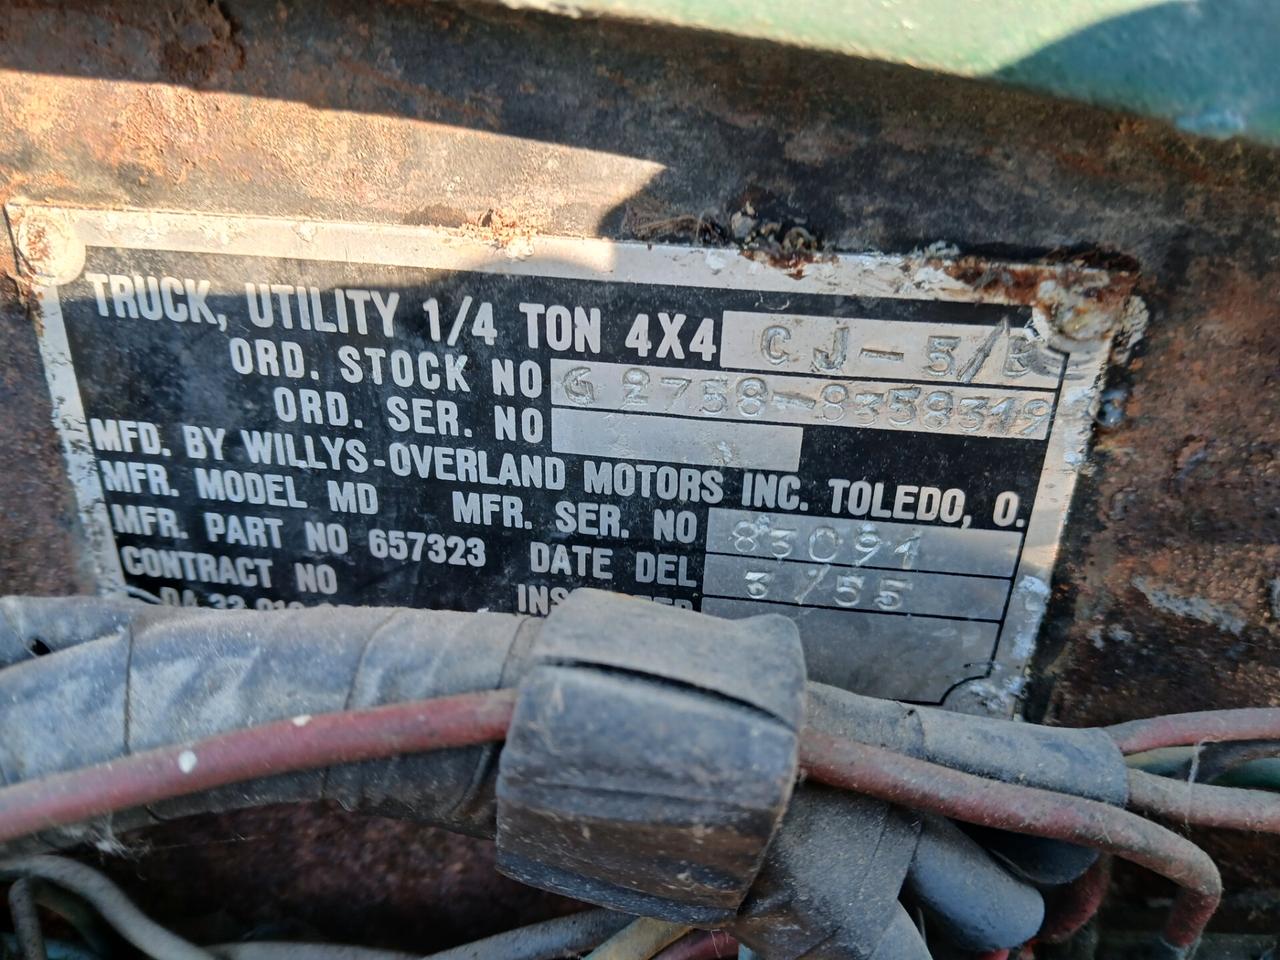 TRUCK, UTILITY 1/4 TON 4X4 CJ-5/B
ORD. STOCK NO G 2758-8358319
ORD. SER. NO
MFD. BY WILLYS-OVERLAND MOTORS INC. TOLEDO, O.
MFR. MODEL MD MFR. SER. NO 83091
MFR. PART NO 657323 DATE DEL 3/55
CONTRACT NO